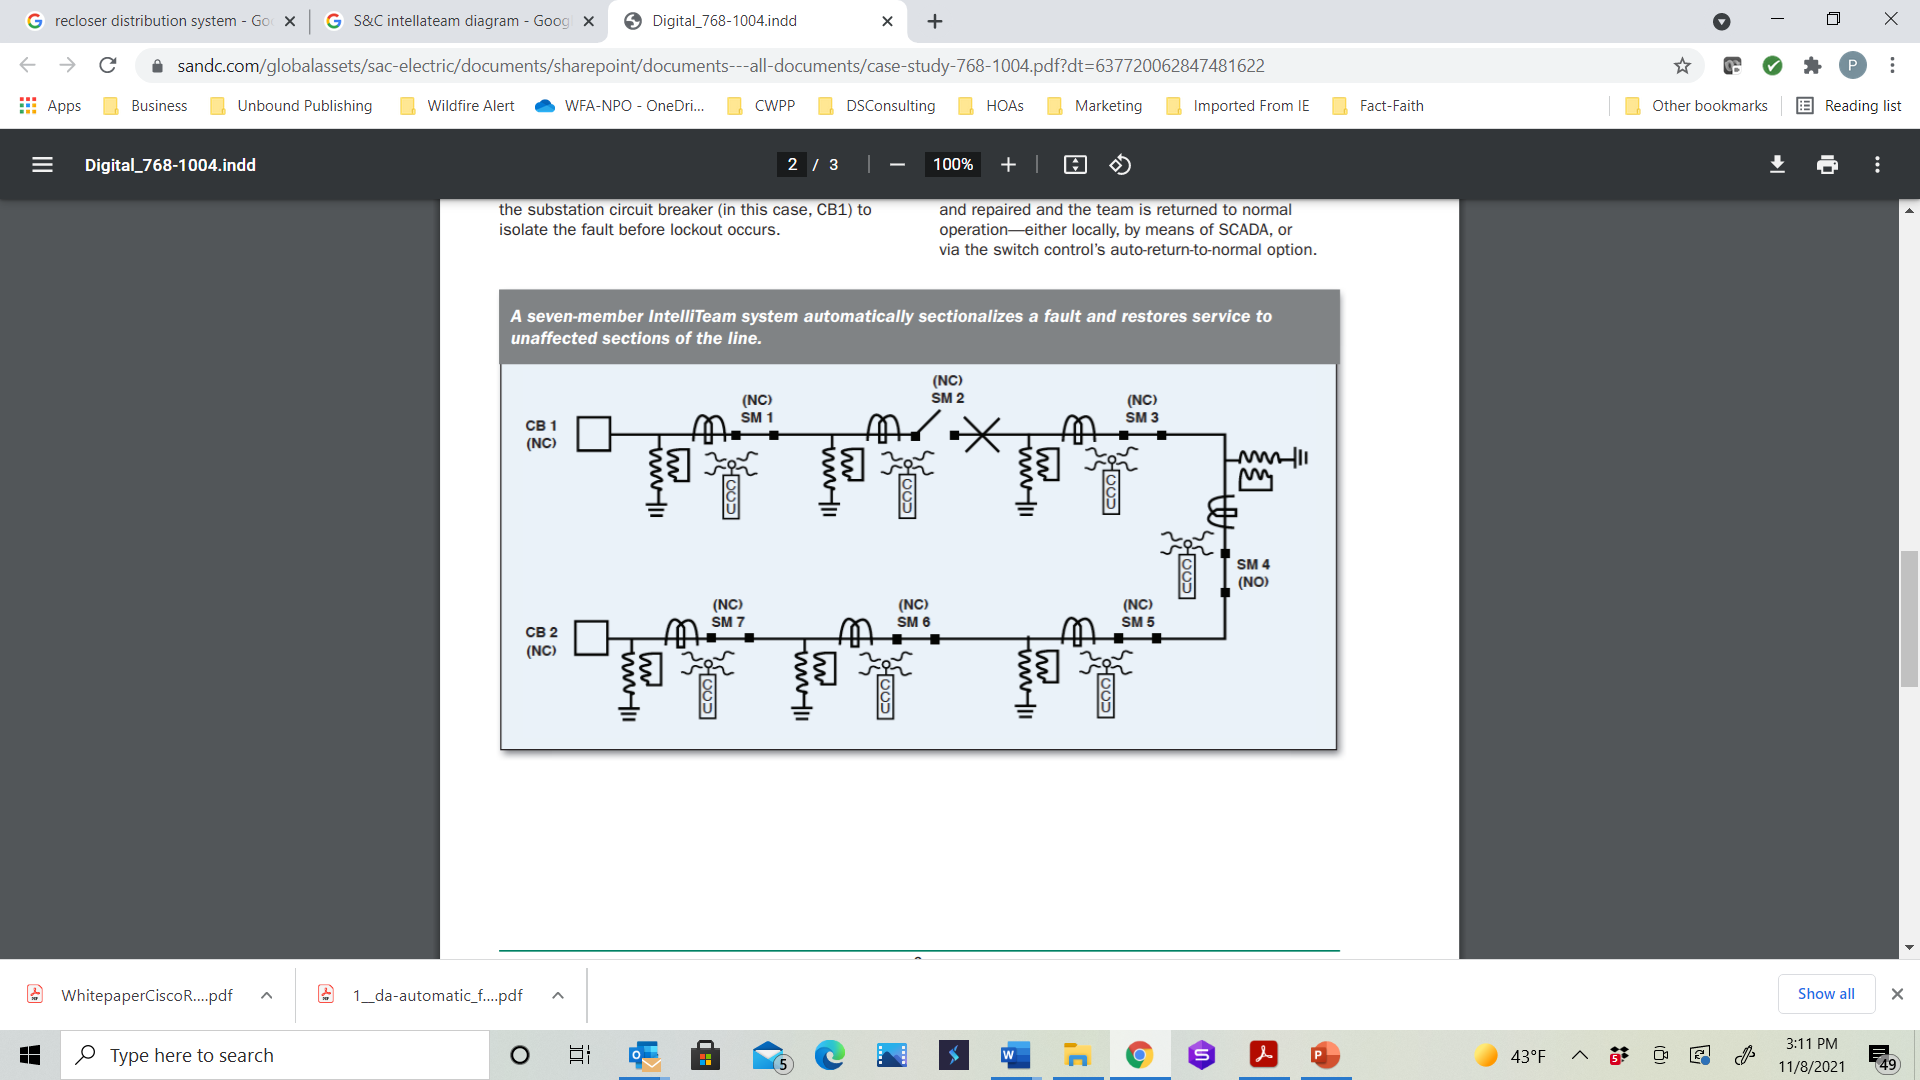 recloser distribution system - Go
S&C intellateam diagram - Goog
Digital_768-1004.indd
sandc.com/globalassets/sac-electric/documents/sharepoint/documents---all-documents/case-study-768-1004.pdf?dt=637720062847481622
P
Apps
Business
Unbound Publishing
Wildfire Alert
WFA-NPO - OneDri...
CWPP
DSConsulting
HOAs
Marketing
Imported From IE
Fact-Faith
Other bookmarks
Reading list
Digital_768-1004.indd
2 / 3
100%
the substation circuit breaker (in this case, CB1) to
isolate the fault before lockout occurs.
and repaired and the team is returned to normal
operation—either locally, by means of SCADA, or
via the switch control's auto-return-to-normal option.
A seven-member IntelliTeam system automatically sectionalizes a fault and restores service to
unaffected sections of the line.
CB 1
(NC)
(NC)
SM 1
(NC)
SM 2
(NC)
SM 3
CCU
CCU
CCU
CCU
SM 4
(NO)
CB 2
(NC)
(NC)
SM 7
(NC)
SM 6
(NC)
SM 5
CCU
CCU
CCU
WhitepaperCiscoR....pdf
1__da-automatic_f....pdf
Show all
Type here to search
5
43°F
5
3:11 PM
11/8/2021
49